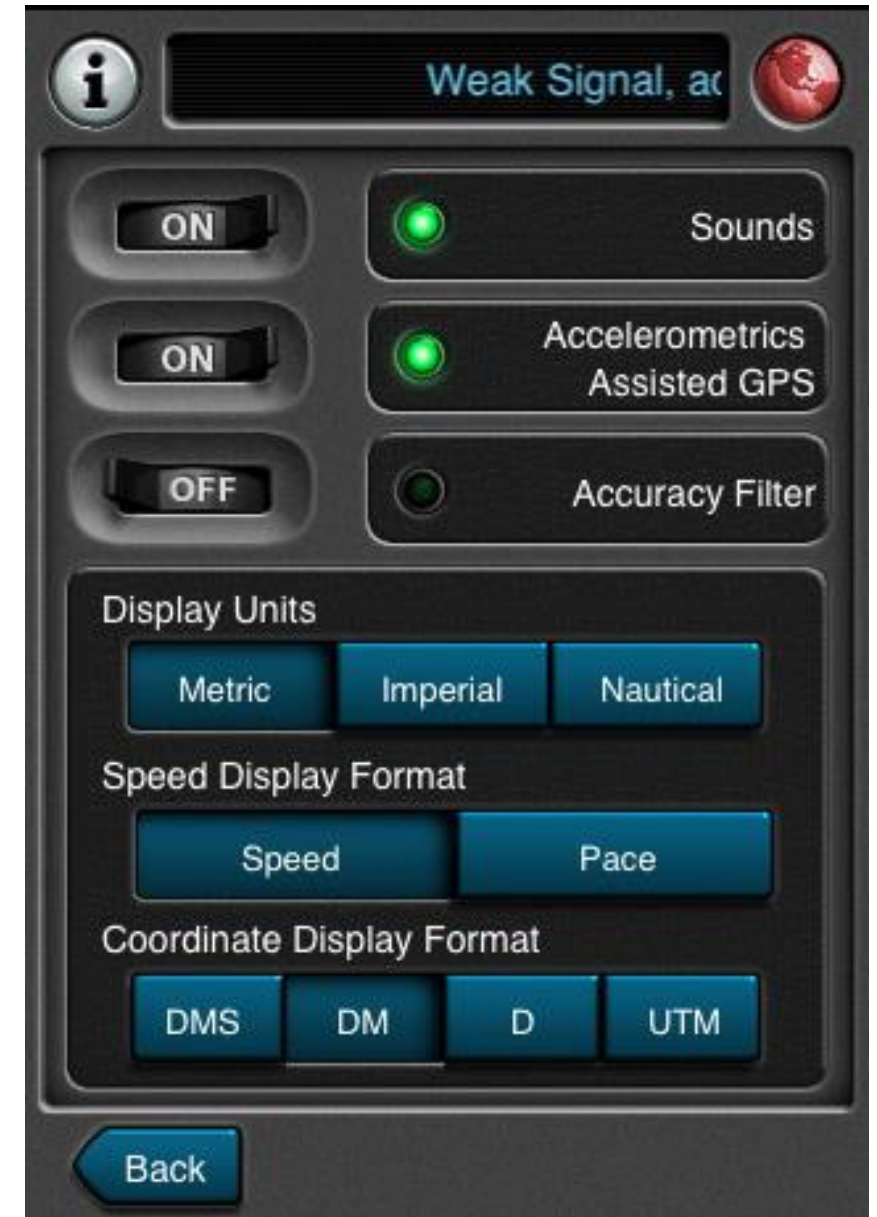 i
Weak Signal, ac
ON
Sounds
ON
Accelerometrics
Assisted GPS
OFF
Accuracy Filter
Display Units
Metric Imperial Nautical
Speed Display Format
Speed Pace
Coordinate Display Format
DMS DM D UTM
Back